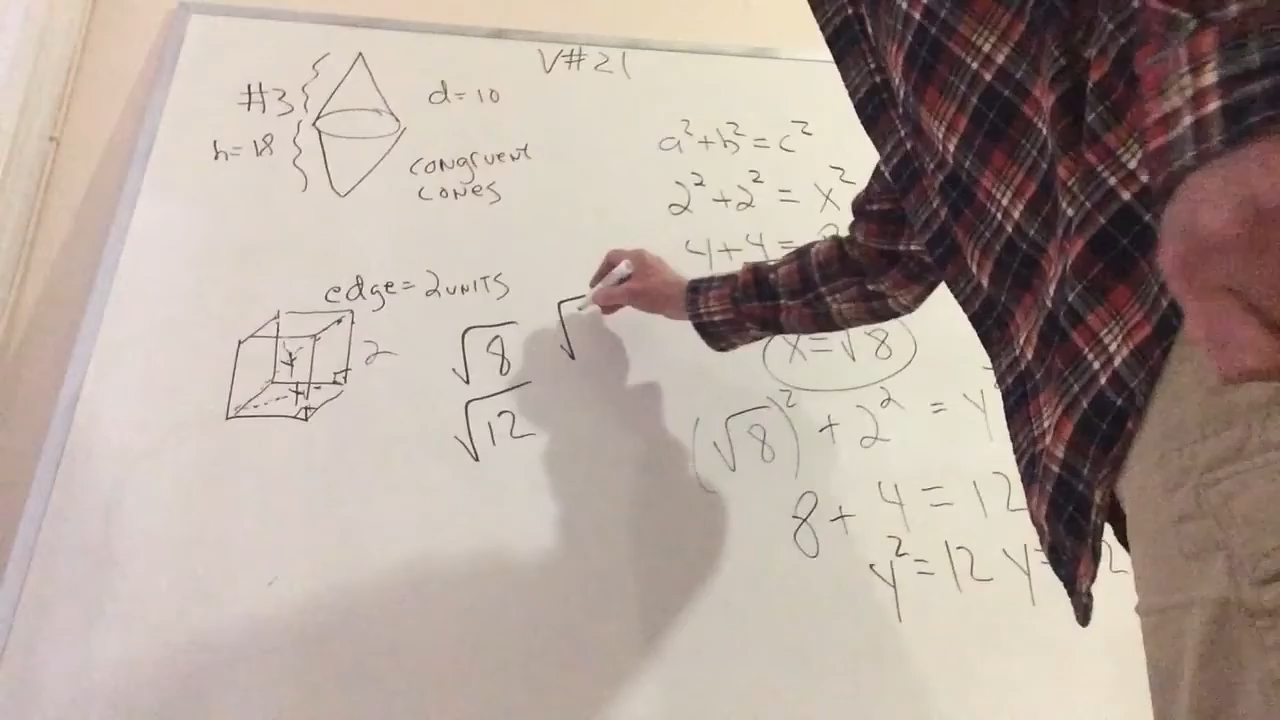 V#21
#3
d=10
h=18
congruent
cones
a²+b²=c²
2²+2²=x²
4+4=
edge=2 UNITS
2
x
y
√8
√12
x=√8
(√8)²+2²=y
8+4=12
y²=12 y=